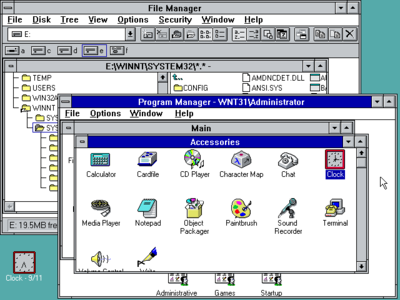 File Manager
File Disk Tree View Options Security Window Help
E:
a c d e f
E:\WINNT\SYSTEM32\*.* -
TEMP
USERS
WIN32A
WINNT
SYS
SYS
AMDNCDET.DLL
CONFIG
ANSI.SYS
E: 19.5MB fre
Program Manager - WNT31\Administrator
File Options Window Help
Main
Accessories
Calculator Cardfile CD Player Character Map Chat Clock
Media Player Notepad Object Packager Paintbrush Sound Recorder Terminal
Volume Control Write
Administrative Games Startup
Clock - 9/11